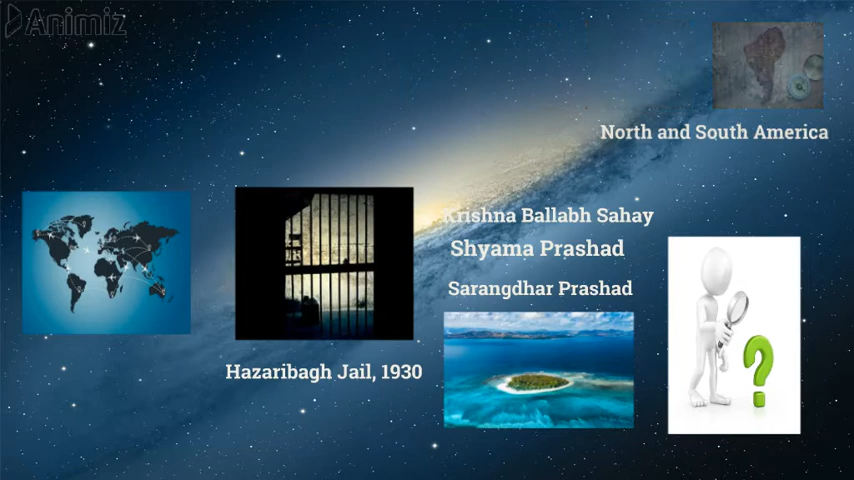 Animiz
North and South America
Krishna Ballabh Sahay
Shyama Prashad
Sarangdhar Prashad
Hazaribagh Jail, 1930